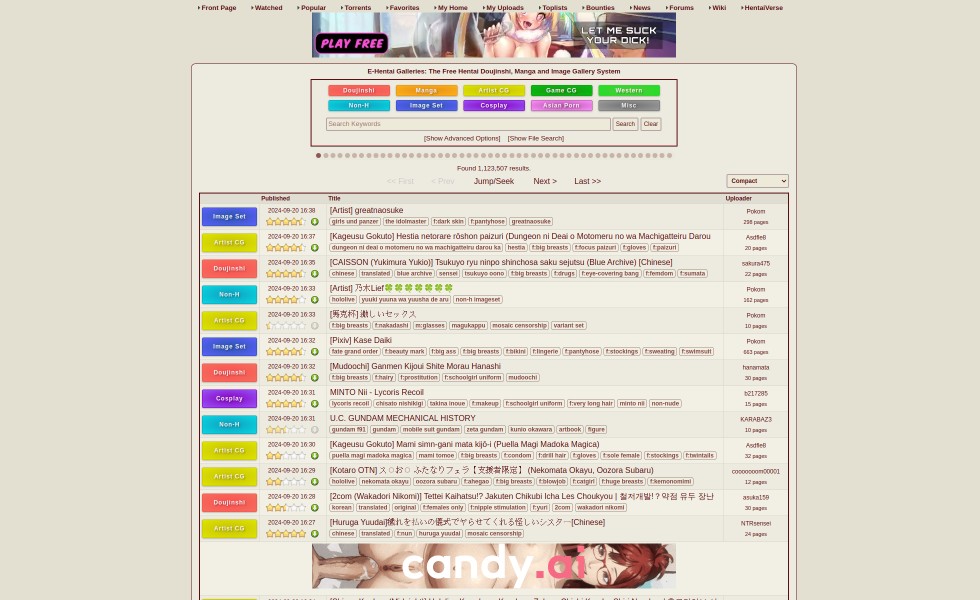 Front Page Watched Popular Torrents Favorites My Home My Uploads Toplists Bounties News Forums Wiki HentaiVerse
PLAY FREE
LET ME SUCK
YOUR DICK!
E-Hentai Galleries: The Free Hentai Doujinshi, Manga and Image Gallery System
Doujinshi Manga Artist CG Game CG Western
Non-H Image Set Cosplay Asian Porn Misc
Search Keywords Search Clear
[Show Advanced Options] [Show File Search]
Found 1,123,507 results.
<< First < Prev Jump/Seek Next > Last >> Compact
Published Title Uploader
Image Set 2024-09-20 16:38 [Artist] greatnaosuke Pokom
girls und panzer the idolmaster f:dark skin f:pantyhose greatnaosuke 298 pages
Artist CG 2024-09-20 16:37 [Kageusu Gokuto] Hestia netorare rōshon paizuri (Dungeon ni Deai o Motomeru no wa Machigatteiru Darou Asdfle8
dungeon ni deai o motomeru no wa machigatteiru darou ka hestia f:big breasts f:focus paizuri f:gloves f:paizuri 20 pages
Doujinshi 2024-09-20 16:35 [CAISSON (Yukimura Yukio)] Tsukuyo ryu ninpo shinchosa saku sejutsu (Blue Archive) [Chinese] sakura475
chinese translated blue archive sensei tsukuyo oono f:big breasts f:drugs f:eye-covering bang f:femdom f:sumata 22 pages
Non-H 2024-09-20 16:33 [Artist] 乃木Lief🍀🍀🍀🍀🍀🍀🍀 Pokom
hololive yuuki yuuna wa yuusha de aru non-h imageset 162 pages
Artist CG 2024-09-20 16:33 [馬克杯] 激しいセックス Pokom
f:big breasts f:nakadashi m:glasses magukappu mosaic censorship variant set 10 pages
Image Set 2024-09-20 16:32 [Pixiv] Kase Daiki Pokom
fate grand order f:beauty mark f:big ass f:big breasts f:bikini f:lingerie f:pantyhose f:stockings f:sweating f:swimsuit 663 pages
Doujinshi 2024-09-20 16:32 [Mudoochi] Ganmen Kijoui Shite Morau Hanashi hanamata
f:big breasts f:hairy f:prostitution f:schoolgirl uniform mudoochi 30 pages
Cosplay 2024-09-20 16:31 MINTO Nii - Lycoris Recoil b217285
lycoris recoil chisato nishikigi takina inoue f:makeup f:schoolgirl uniform f:very long hair minto nii non-nude 15 pages
Non-H 2024-09-20 16:31 U.C. GUNDAM MECHANICAL HISTORY KARABAZ3
gundam f91 gundam mobile suit gundam zeta gundam kunio okawara artbook figure 10 pages
Artist CG 2024-09-20 16:30 [Kageusu Gokuto] Mami simn-gani mata kijō-i (Puella Magi Madoka Magica) Asdfle8
puella magi madoka magica mami tomoe f:big breasts f:condom f:drill hair f:gloves f:sole female f:stockings f:twintails 32 pages
Artist CG 2024-09-20 16:29 [Kotaro OTN] ス○お○ ふたなりフェラ【支援者限定】 (Nekomata Okayu, Oozora Subaru) cooooooom00001
hololive nekomata okayu oozora subaru f:ahegao f:big breasts f:blowjob f:catgirl f:huge breasts f:kemonomimi 12 pages
Doujinshi 2024-09-20 16:28 [2com (Wakadori Nikomi)] Tettei Kaihatsu!? Jakuten Chikubi Icha Les Choukyou | 철저개발!? 약점 유두 장난 asuka159
korean translated original f:females only f:nipple stimulation f:yuri 2com wakadori nikomi 30 pages
Artist CG 2024-09-20 16:27 [Huruga Yuudai]穢れを払いの儀式でヤらせてくれる怪しいシスター[Chinese] NTRsensei
chinese translated f:nun huruga yuudai mosaic censorship 24 pages
candy.ai